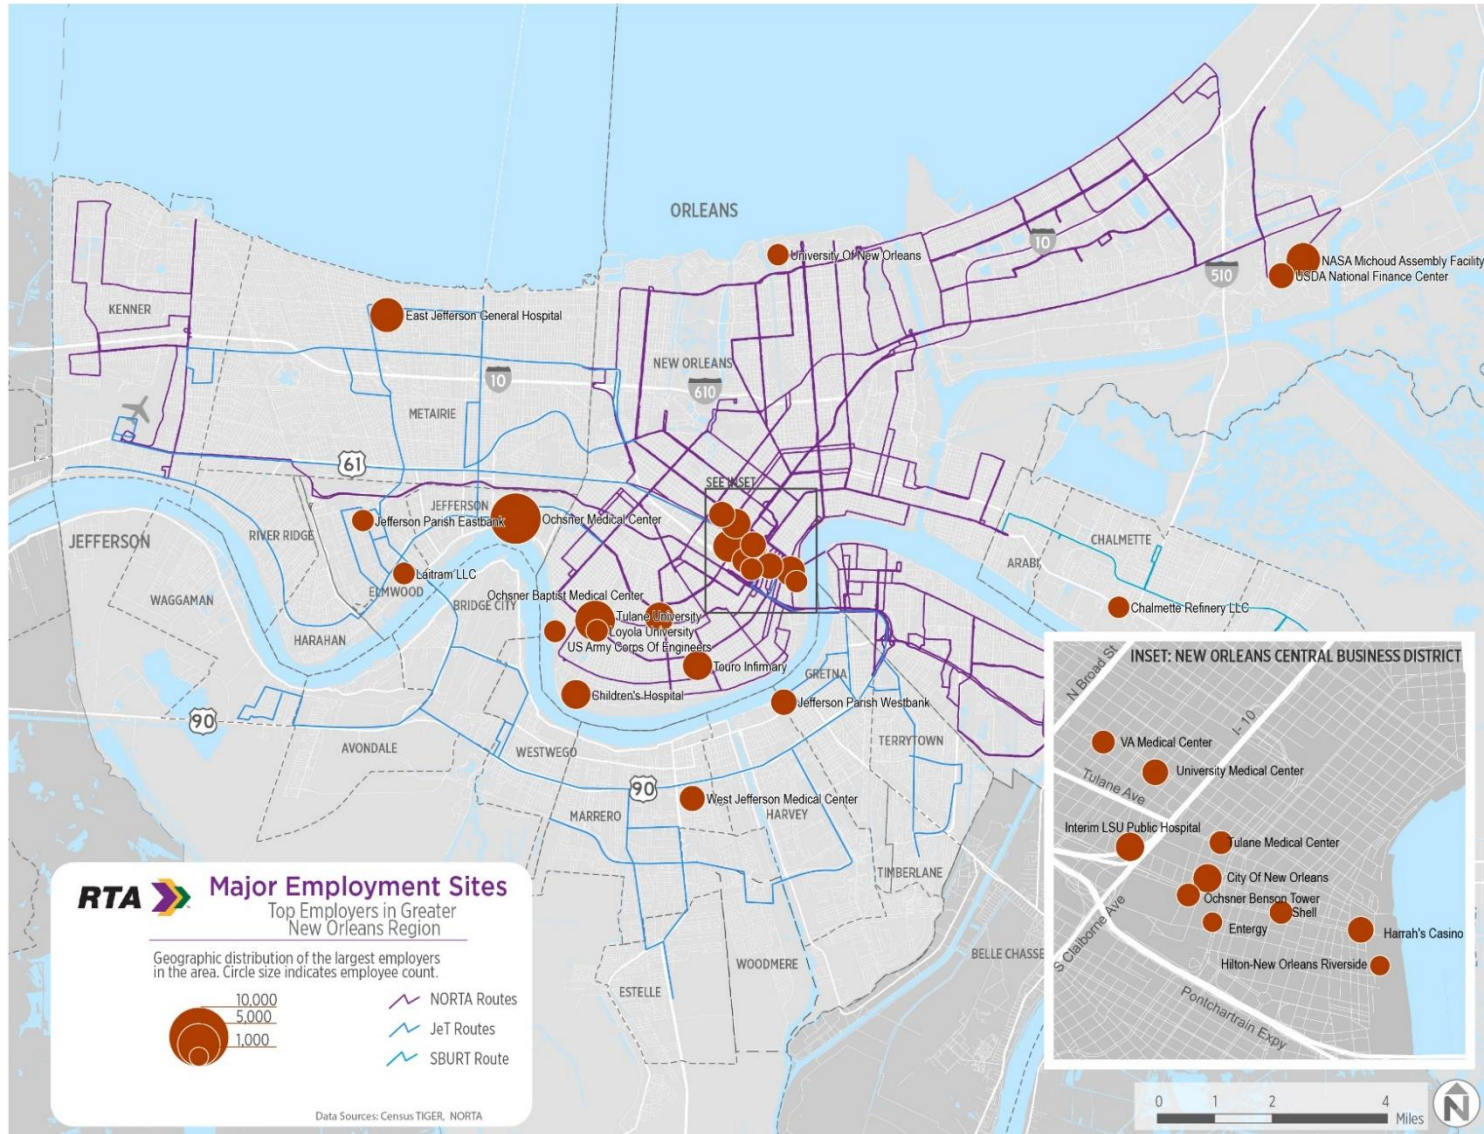 ORLEANS
10
510
University Of New Orleans
NASA Michoud Assembly Facility
USDA National Finance Center
KENNER
East Jefferson General Hospital
NEW ORLEANS
610
10
METAIRIE
61
SEE INSET
JEFFERSON
Ochsner Medical Center
Jefferson Parish Eastbank
RIVER RIDGE
JEFFERSON
CHALMETTE
ARABI
Laitram LLC
ELMWOOD
WAGGAMAN
BRIDGE CITY
Ochsner Baptist Medical Center
Tulane University
Loyola University
US Army Corps Of Engineers
Chalmette Refinery LLC
HARAHAN
Touro Infirmary
GRETNA
Children's Hospital
Jefferson Parish Westbank
90
AVONDALE
WESTWEGO
TERRYTOWN
90
West Jefferson Medical Center
MARRERO
HARVEY
TIMBERLANE
BELLE CHASSE
WOODMERE
ESTELLE
INSET: NEW ORLEANS CENTRAL BUSINESS DISTRICT
N Broad St
I- 10
VA Medical Center
University Medical Center
Tulane Ave
Interim LSU Public Hospital
Tulane Medical Center
City Of New Orleans
Ochsner Benson Tower
Shell
Entergy
Harrah's Casino
S Claiborne Ave
Hilton-New Orleans Riverside
Pontchartrain Expy
RTA
Major Employment Sites
Top Employers in Greater
New Orleans Region
Geographic distribution of the largest employers
in the area. Circle size indicates employee count.
10,000
5,000
1,000
NORTA Routes
JeT Routes
SBURT Route
Data Sources: Census TIGER, NORTA
0 1 2 4
Miles
N